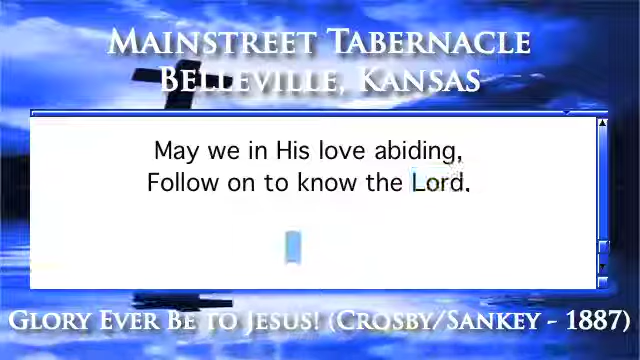 Mainstreet Tabernacle
Belleville, Kansas
May we in His love abiding,
Follow on to know the Lord.
Glory Ever Be to Jesus! (Crosby/Sankey - 1887)